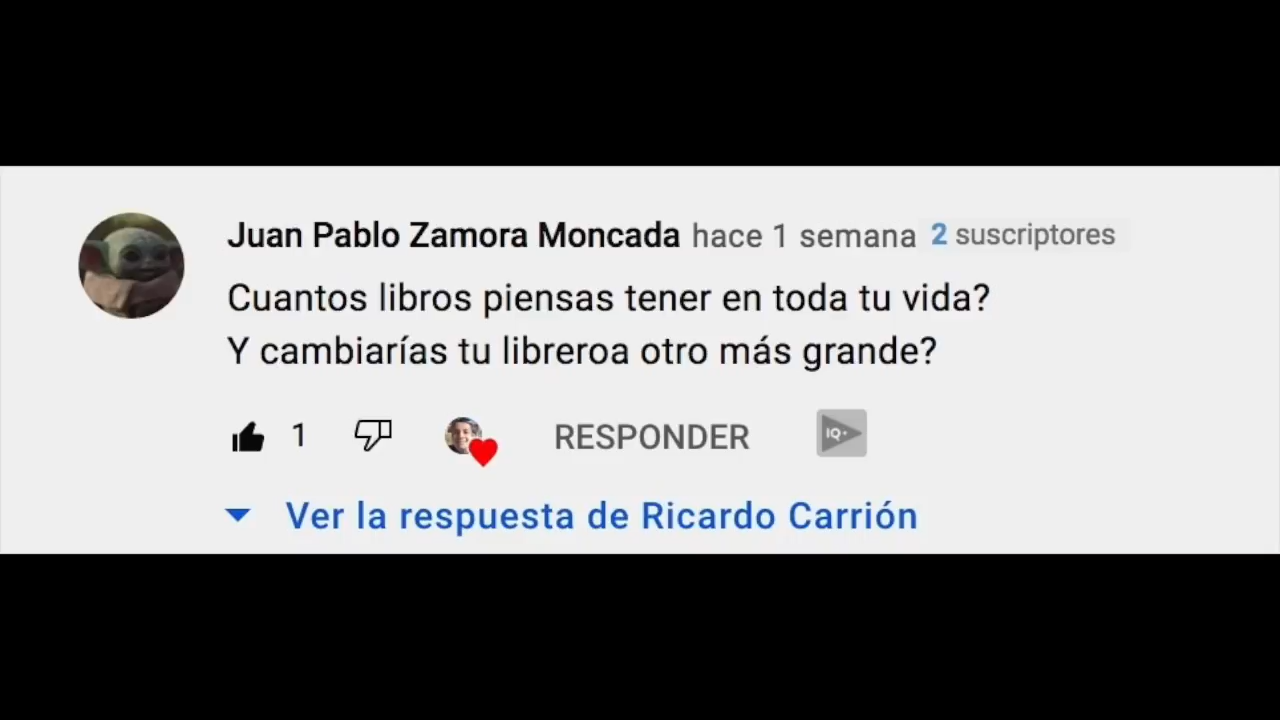 Juan Pablo Zamora Moncada hace 1 semana 2 suscriptores
Cuantos libros piensas tener en toda tu vida?
Y cambiarías tu libreroa otro más grande?
1 RESPONDER IQ
Ver la respuesta de Ricardo Carrión